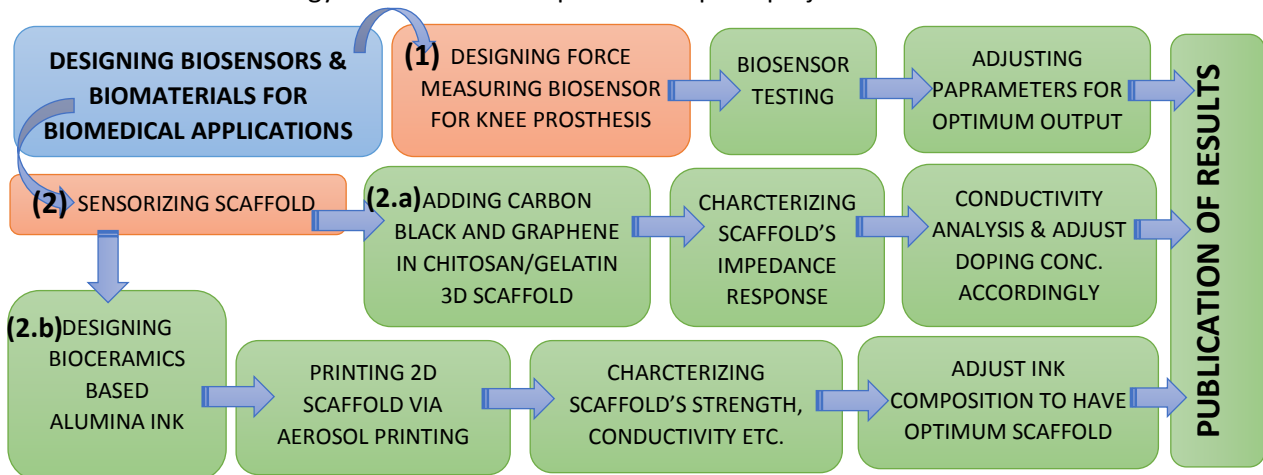 DESIGNING BIOSENSORS &
BIOMATERIALS FOR
BIOMEDICAL APPLICATIONS
(1) DESIGNING FORCE
MEASURING BIOSENSOR
FOR KNEE PROSTHESIS
BIOSENSOR
TESTING
ADJUSTING
PAPRAMETERS FOR
OPTIMUM OUTPUT
(2) SENSORIZING SCAFFOLD
(2.a) ADDING CARBON
BLACK AND GRAPHENE
IN CHITOSAN/GELATIN
3D SCAFFOLD
CHARCTERIZING
SCAFFOLD'S
IMPEDANCE
RESPONSE
CONDUCTIVITY
ANALYSIS & ADJUST
DOPING CONC.
ACCORDINGLY
(2.b) DESIGNING
BIOCERAMICS
BASED
ALUMINA INK
PRINTING 2D
SCAFFOLD VIA
AEROSOL PRINTING
CHARCTERIZING
SCAFFOLD'S STRENGTH,
CONDUCTIVITY ETC.
ADJUST INK
COMPOSITION TO HAVE
OPTIMUM SCAFFOLD
PUBLICATION OF RESULTS